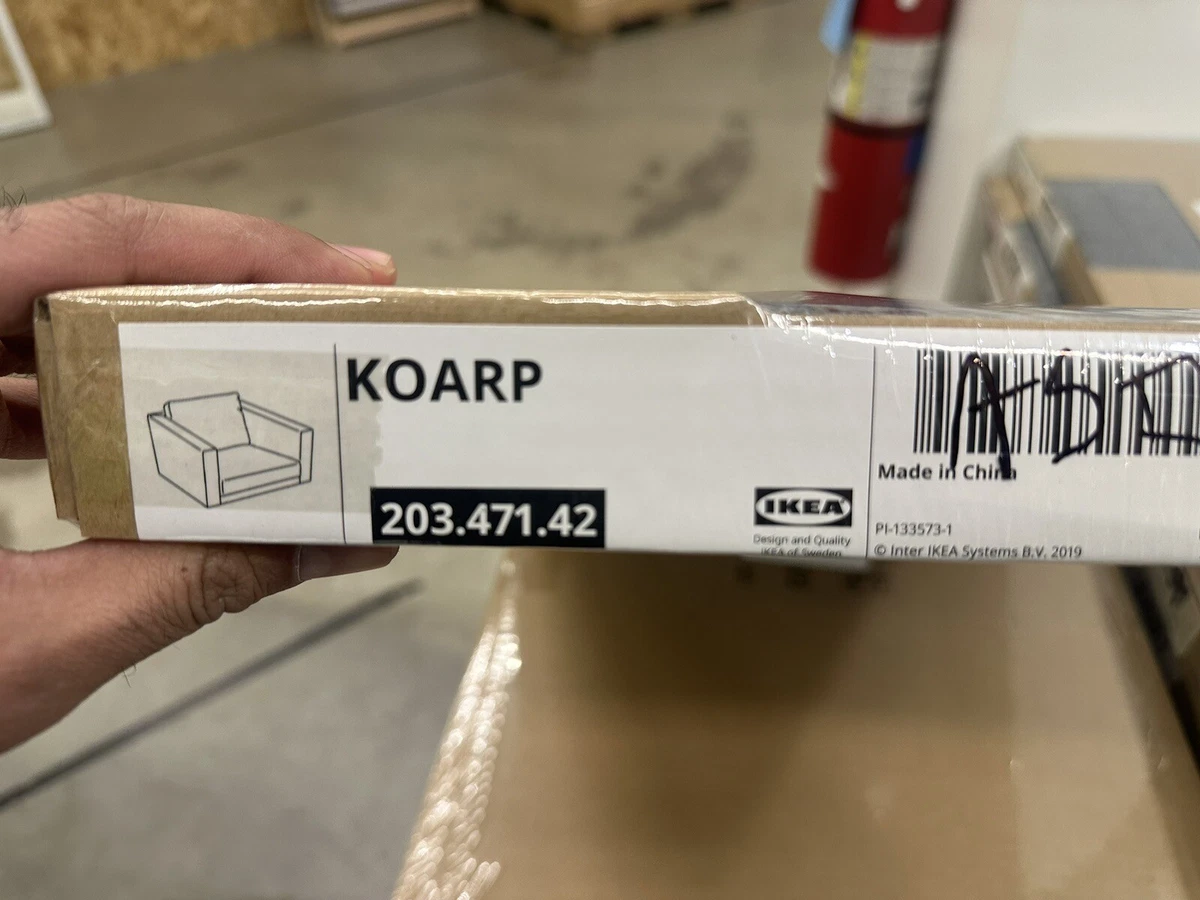 KOARP
203.471.42
IKEA
Design and Quality
IKEA of Sweden
Made in China
PI-133573-1
© Inter IKEA Systems B.V. 2019